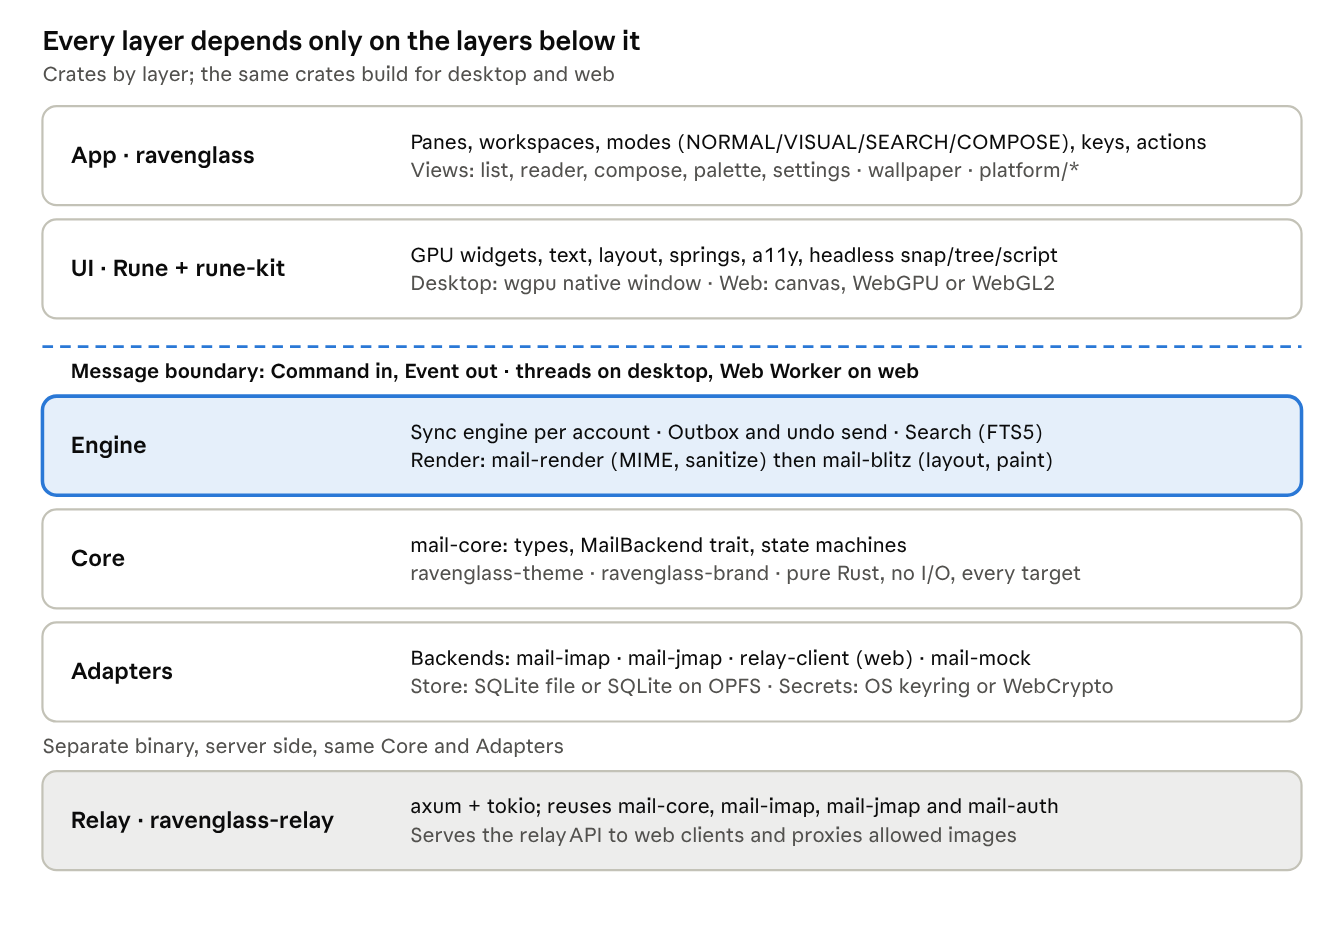 Every layer depends only on the layers below it
Crates by layer; the same crates build for desktop and web
App · ravenglass
Panes, workspaces, modes (NORMAL/VISUAL/SEARCH/COMPOSE), keys, actions
Views: list, reader, compose, palette, settings · wallpaper · platform/*
UI · Rune + rune-kit
GPU widgets, text, layout, springs, a11y, headless snap/tree/script
Desktop: wgpu native window · Web: canvas, WebGPU or WebGL2
Message boundary: Command in, Event out · threads on desktop, Web Worker on web
Engine
Sync engine per account · Outbox and undo send · Search (FTS5)
Render: mail-render (MIME, sanitize) then mail-blitz (layout, paint)
Core
mail-core: types, MailBackend trait, state machines
ravenglass-theme · ravenglass-brand · pure Rust, no I/O, every target
Adapters
Backends: mail-imap · mail-jmap · relay-client (web) · mail-mock
Store: SQLite file or SQLite on OPFS · Secrets: OS keyring or WebCrypto
Separate binary, server side, same Core and Adapters
Relay · ravenglass-relay
axum + tokio; reuses mail-core, mail-imap, mail-jmap and mail-auth
Serves the relay API to web clients and proxies allowed images